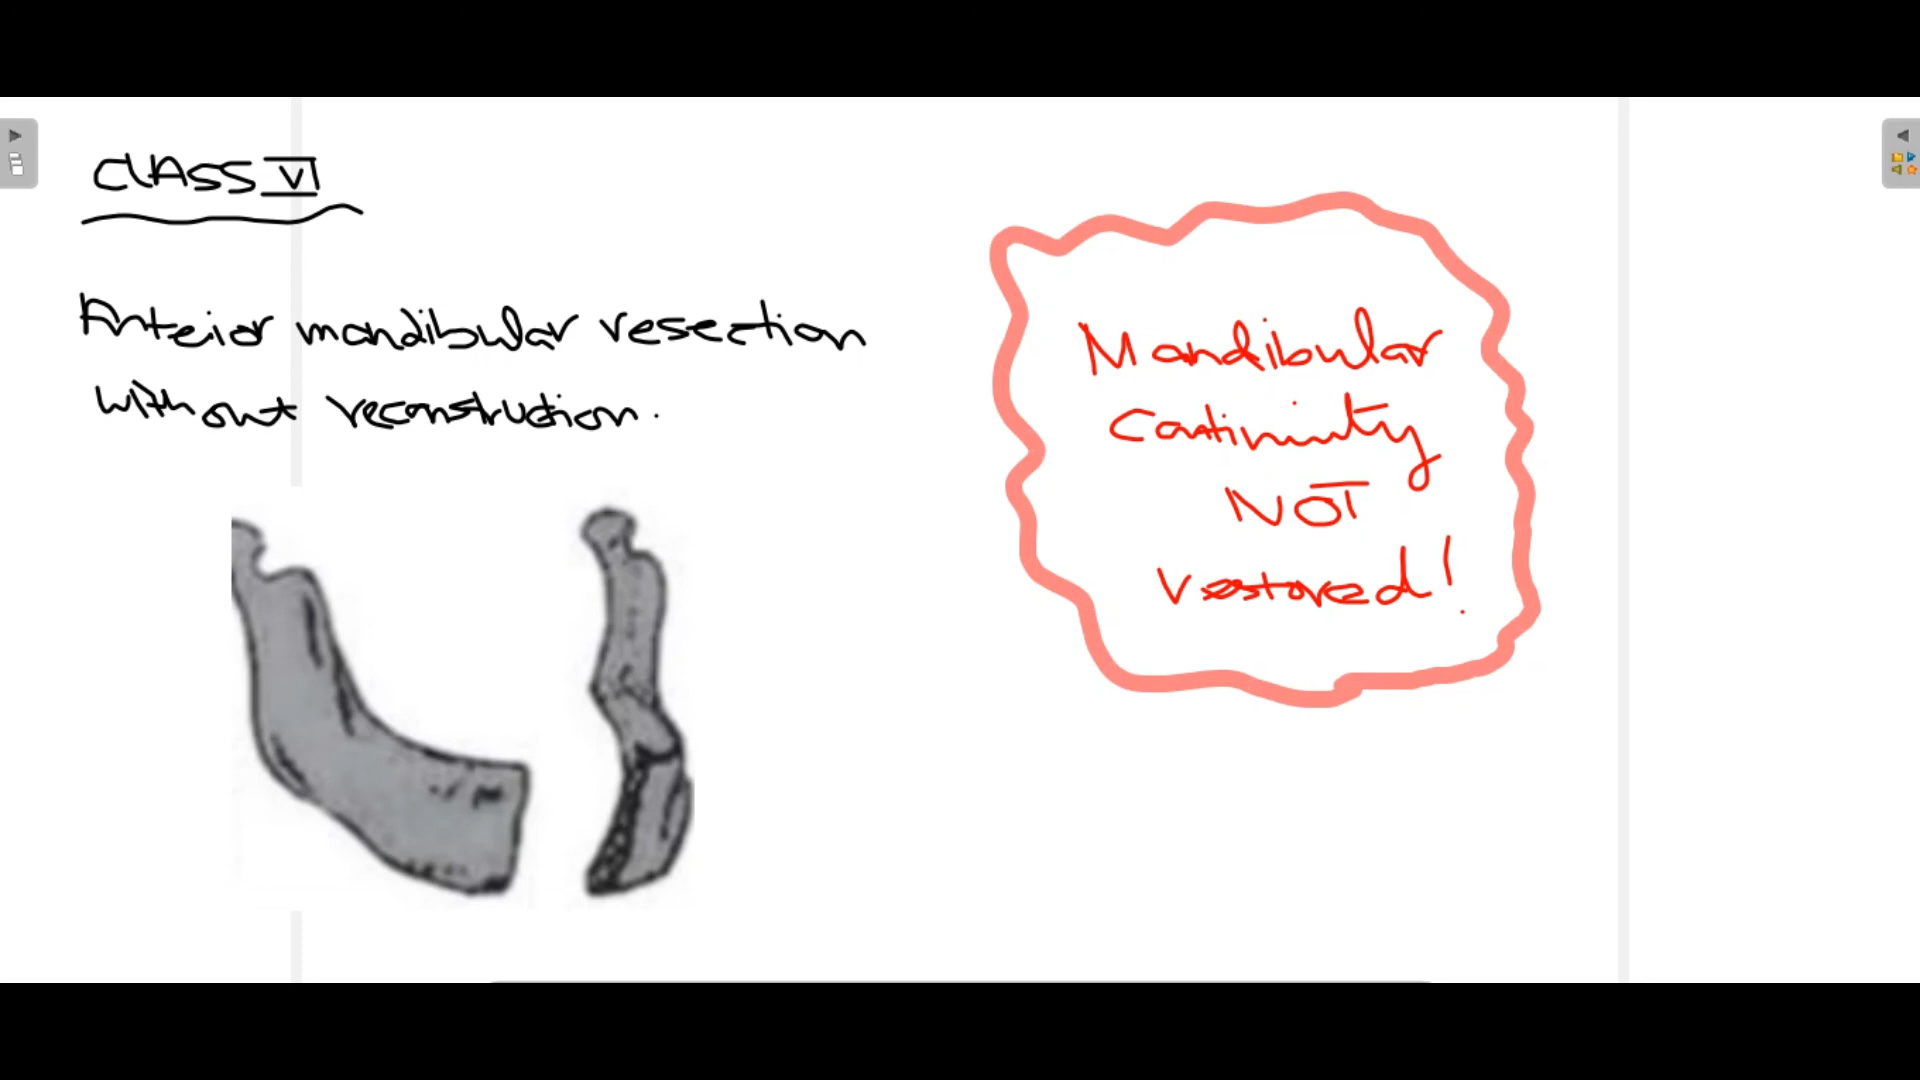 CLASS VI
Anteior mandibular resection
without reconstruction.
Mandibular
Continuity
NOT
restored!